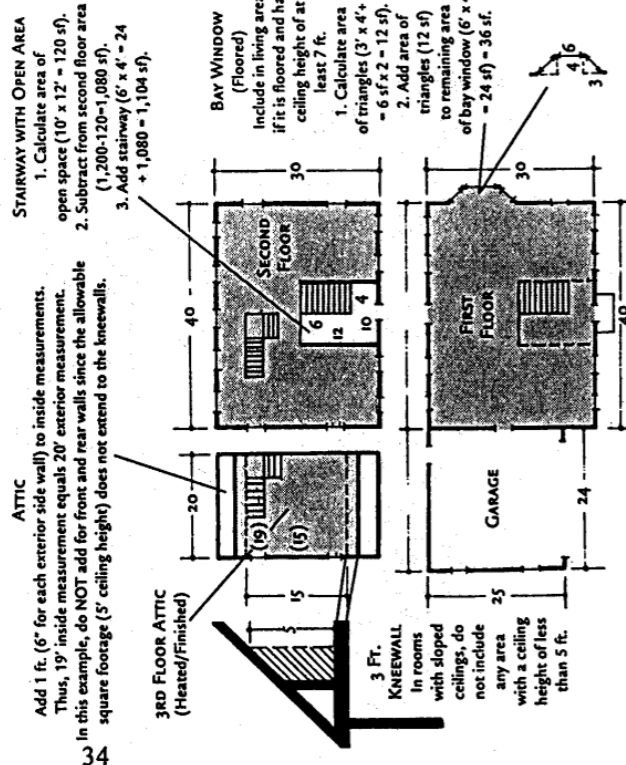 ATTIC
Add 1 ft. (6" for each exterior side wall) to inside measurements.
Thus, 19' inside measurement equals 20' exterior measurement.
In this example, do NOT add for front and rear walls since the allowable
square footage (5' ceiling height) does not extend to the kneewalls.
STAIRWAY WITH OPEN AREA
1. Calculate area of
open space (10' x 12' = 120 sf).
2. Subtract from second floor area
(1,200-120=1,080 sf).
3. Add stairway (6' x 4' = 24
+ 1,080 = 1,104 sf).
3RD FLOOR ATTIC
(Heated/Finished)
20
(19)
(15)
15
5
40
SECOND
FLOOR
6
12
4
10
30
BAY WINDOW
(Floored)
Include in living area
if it is floored and ha
ceiling height of at
least 7 ft.
1. Calculate area
of triangles (3' x 4'÷
= 6 sf x 2 = 12 sf).
2. Add area of
triangles (12 sf)
to remaining area
of bay window (6' x
= 24 sf) = 36 sf.
3 FT.
KNEEWALL
In rooms
with sloped
ceilings, do
not include
any area
with a ceiling
height of less
than 5 ft.
25
GARAGE
24
FIRST
FLOOR
30
40
6
4
3
34